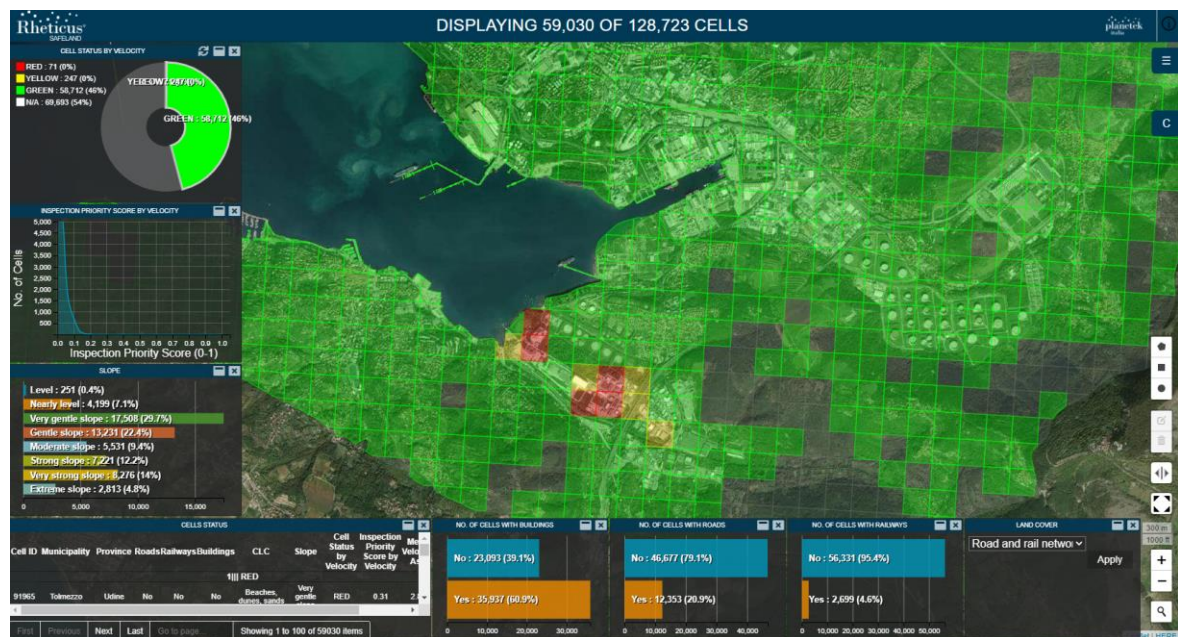 Rheticus
SAFELAND
DISPLAYING 59,030 OF 128,723 CELLS
planetek
italia
CELL STATUS BY VELOCITY
RED : 71 (0%)
YELLOW : 247 (0%)
GREEN : 58,712 (46%)
N/A : 69,693 (54%)
GREEN : 58,712 (46%)
C
INSPECTION PRIORITY SCORE BY VELOCITY
No. of Cells
5,000
4,500
4,000
3,500
3,000
2,500
2,000
1,500
1,000
500
0.0 0.1 0.2 0.3 0.4 0.5 0.6 0.7 0.8 0.9 1.0
Inspection Priority Score (0-1)
SLOPE
Level : 251 (0.4%)
Nearly level : 4,199 (7.1%)
Very gentle slope : 17,508 (29.7%)
Gentle slope : 13,231 (22.4%)
Moderate slope : 5,531 (9.4%)
Strong slope : 7,221 (12.2%)
Very strong slope : 8,276 (14%)
Extreme slope : 2,813 (4.8%)
0 5,000 10,000 15,000
CELLS STATUS
Cell ID Municipality Province Roads Railways Buildings CLC Slope Cell Status by Velocity Inspection Priority Score by Velocity
1||| RED
91965 Tolmezzo Udine No No No Beaches, dunes, sands Very gentle RED 0.31
First Previous Next Last Go to page... Showing 1 to 100 of 59030 items
NO. OF CELLS WITH BUILDINGS
No : 23,093 (39.1%)
Yes : 35,937 (60.9%)
0 10,000 20,000 30,000
NO. OF CELLS WITH ROADS
No : 46,677 (79.1%)
Yes : 12,353 (20.9%)
0 10,000 20,000 30,000 40,000
NO. OF CELLS WITH RAILWAYS
No : 56,331 (95.4%)
Yes : 2,699 (4.6%)
0 10,000 20,000 30,000 40,000 50,000
LAND COVER
Road and rail networ
Apply
300 m
1000 ft
HERE